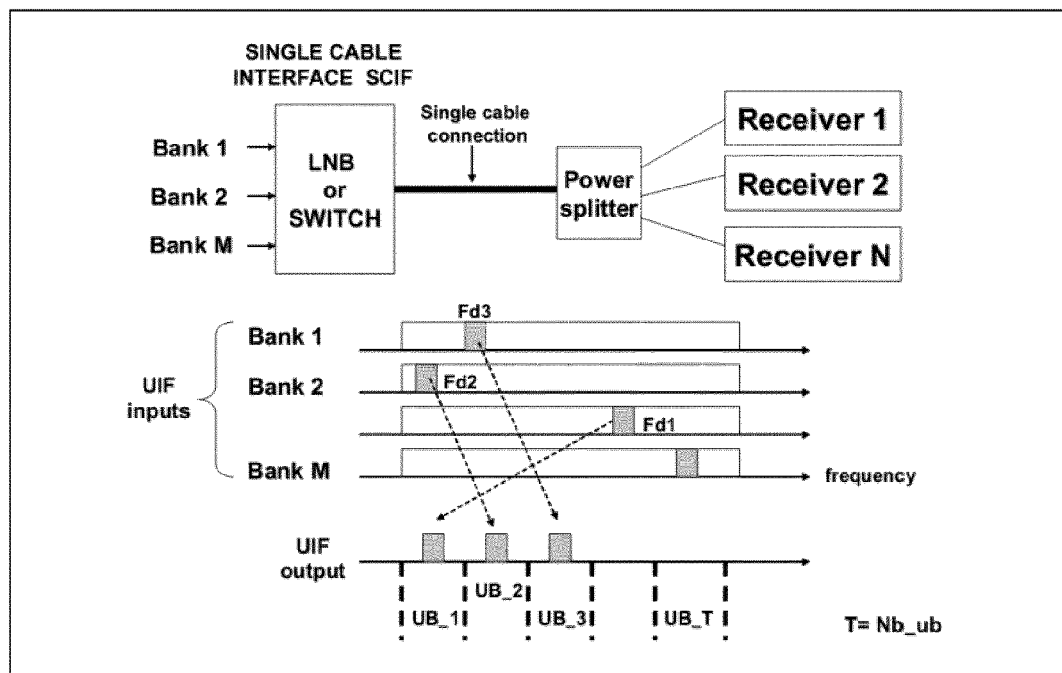 SINGLE CABLE
INTERFACE SCIF
Single cable
connection
Bank 1
Bank 2
Bank M
LNB
or
SWITCH
Power
splitter
Receiver 1
Receiver 2
Receiver N
Fd3
Bank 1
Bank 2
Fd2
UIF
inputs
Fd1
Bank M
frequency
UIF
output
UB_1
UB_2
UB_3
UB_T
T= Nb_ub